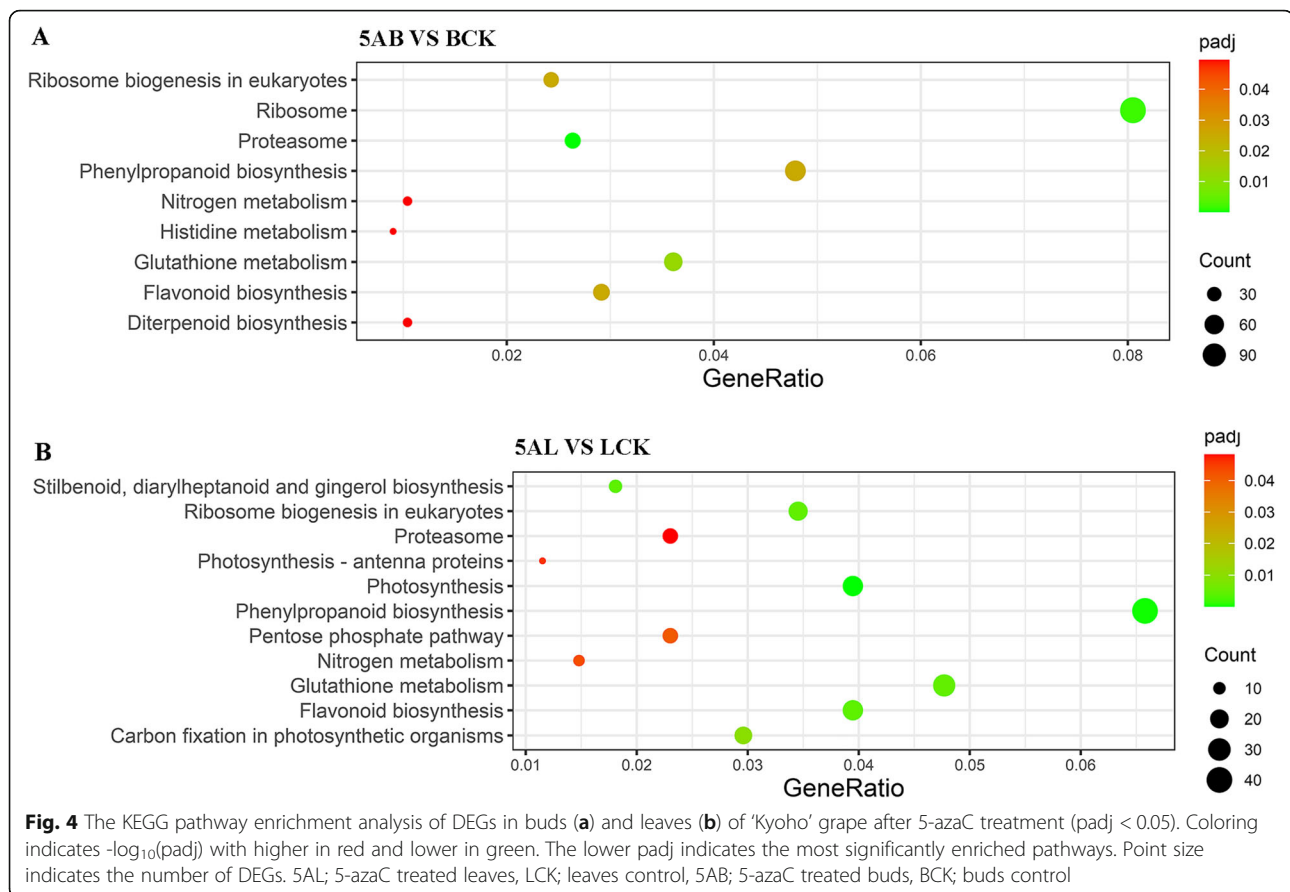 A
5AB VS BCK
Ribosome biogenesis in eukaryotes
Ribosome
Proteasome
Phenylpropanoid biosynthesis
Nitrogen metabolism
Histidine metabolism
Glutathione metabolism
Flavonoid biosynthesis
Diterpenoid biosynthesis
0.02 0.04 0.06 0.08
GeneRatio
padj
0.04
0.03
0.02
0.01
Count
30
60
90
B
5AL VS LCK
Stilbenoid, diarylheptanoid and gingerol biosynthesis
Ribosome biogenesis in eukaryotes
Proteasome
Photosynthesis - antenna proteins
Photosynthesis
Phenylpropanoid biosynthesis
Pentose phosphate pathway
Nitrogen metabolism
Glutathione metabolism
Flavonoid biosynthesis
Carbon fixation in photosynthetic organisms
0.01 0.02 0.03 0.04 0.05 0.06
GeneRatio
padj
0.04
0.03
0.02
0.01
Count
10
20
30
40
Fig. 4 The KEGG pathway enrichment analysis of DEGs in buds (a) and leaves (b) of ‘Kyoho’ grape after 5-azaC treatment (padj < 0.05). Coloring
indicates -log10(padj) with higher in red and lower in green. The lower padj indicates the most significantly enriched pathways. Point size
indicates the number of DEGs. 5AL; 5-azaC treated leaves, LCK; leaves control, 5AB; 5-azaC treated buds, BCK; buds control